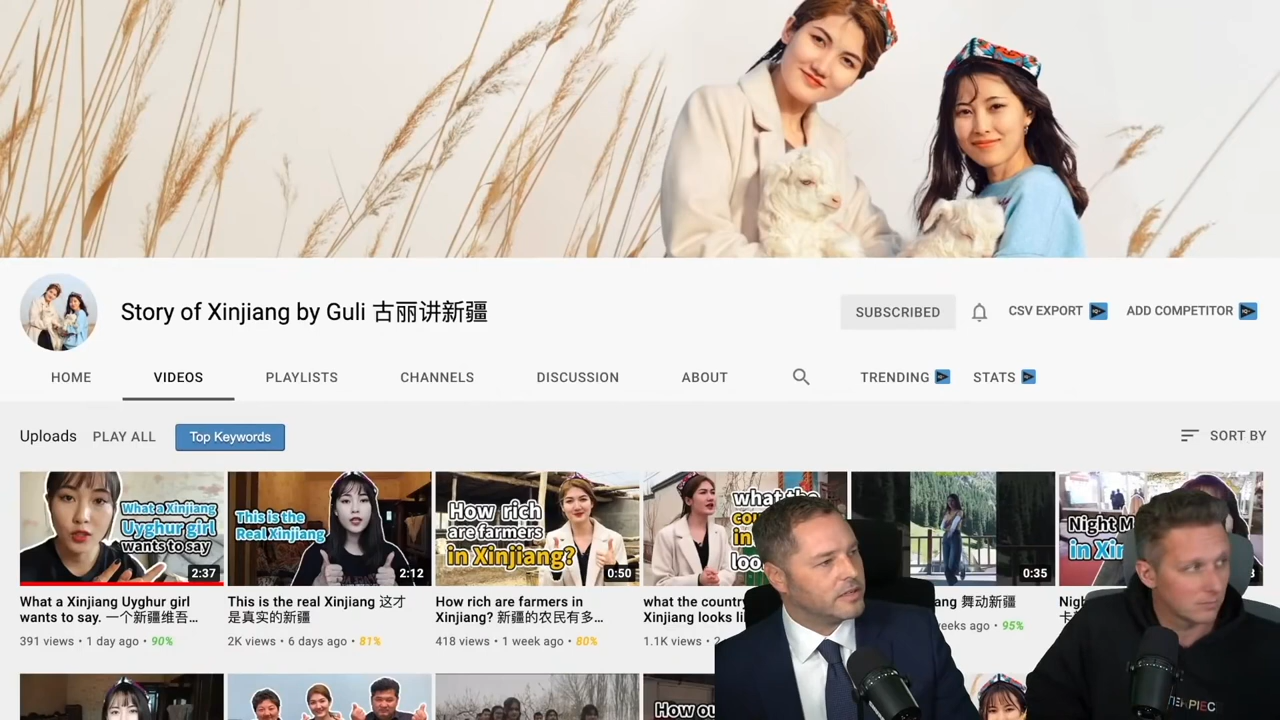 Story of Xinjiang by Guli 古丽讲新疆
SUBSCRIBED
CSV EXPORT
ADD COMPETITOR
HOME
VIDEOS
PLAYLISTS
CHANNELS
DISCUSSION
ABOUT
TRENDING
STATS
Uploads
PLAY ALL
Top Keywords
SORT BY
What a Xinjiang
Uyghur girl
wants to say
2:37
This is the
Real Xinjiang
2:12
How rich
are farmers
in Xinjiang?
0:50
what the
in
0:35
Night
in
What a Xinjiang Uyghur girl
wants to say. 一个新疆维吾...
391 views • 1 day ago • 90%
This is the real Xinjiang 这才
是真实的新疆
2K views • 6 days ago • 81%
How rich are farmers in
Xinjiang? 新疆的农民有多...
418 views • 1 week ago • 80%
what the country
Xinjiang looks
1.1K views •
舞动新疆
ago • 95%
How